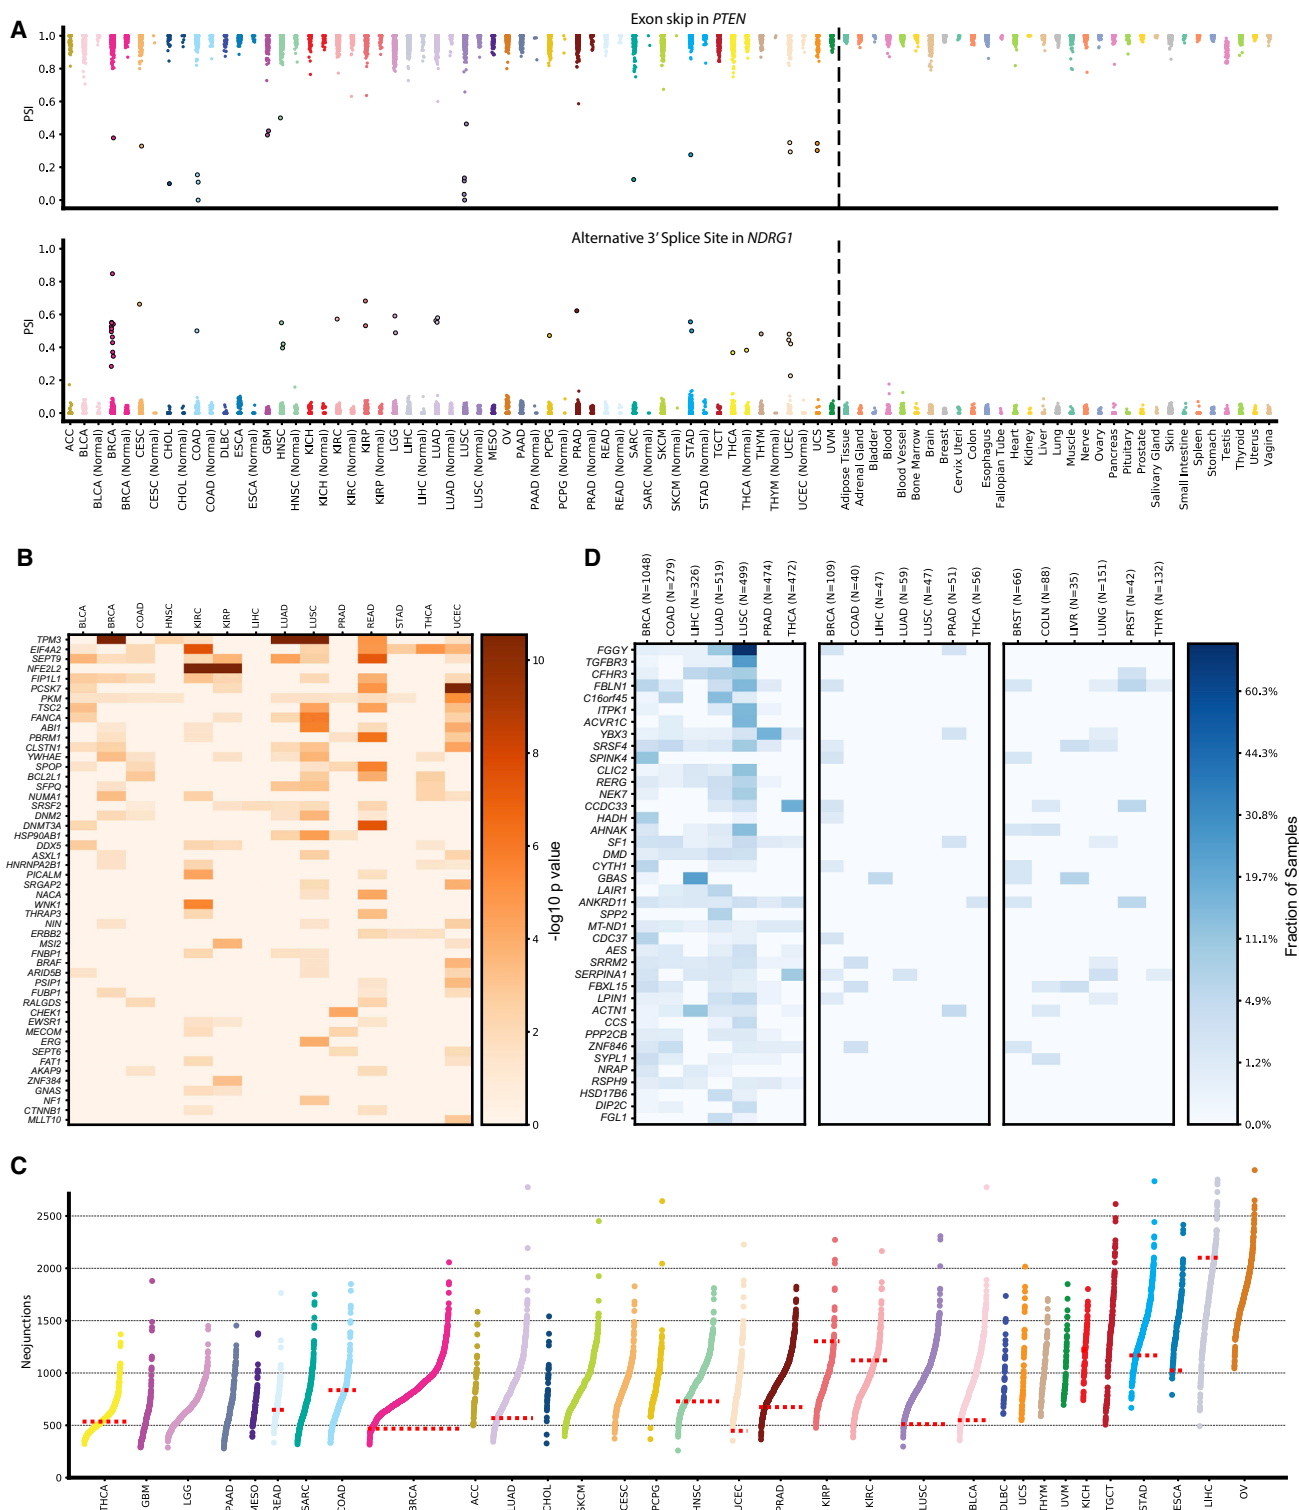 A
Exon skip in PTEN
1.0
0.8
0.6
0.4
0.2
0.0
PSI
Alternative 3' Splice Site in NDRG1
1.0
0.8
0.6
0.4
0.2
0.0
PSI
ACC
BLCA
BLCA (Normal)
BRCA
BRCA (Normal)
CESC
CESC (Normal)
CHOL
CHOL (Normal)
COAD
COAD (Normal)
DLBC
ESCA
ESCA (Normal)
GBM
HNSC
HNSC (Normal)
KICH
KICH (Normal)
KIRC
KIRC (Normal)
KIRP
KIRP (Normal)
LGG
LIHC
LIHC (Normal)
LUAD
LUAD (Normal)
LUSC
LUSC (Normal)
MESO
OV
PAAD
PAAD (Normal)
PCPG
PCPG (Normal)
PRAD
PRAD (Normal)
READ
READ (Normal)
SARC
SARC (Normal)
SKCM
SKCM (Normal)
STAD
STAD (Normal)
TGCT
THCA
THCA (Normal)
THYM
THYM (Normal)
UCEC
UCEC (Normal)
UCS
UVM
Adipose Tissue
Adrenal Gland
Bladder
Blood
Blood Vessel
Bone Marrow
Brain
Breast
Cervix Uteri
Colon
Esophagus
Fallopian Tube
Heart
Kidney
Liver
Lung
Muscle
Nerve
Ovary
Pancreas
Pituitary
Prostate
Salivary Gland
Skin
Small Intestine
Spleen
Stomach
Testis
Thyroid
Uterus
Vagina
B
BLCA
BRCA
COAD
HNSC
KIRC
KIRP
LIHC
LUAD
LUSC
PRAD
READ
STAD
THCA
UCEC
TPM3
EIF4A2
SEPT9
NFE2L2
FIP1L1
PCSK7
PKM
TSC2
FANCA
ABI1
PBRM1
CLSTN1
YWHAE
SPOP
BCL2L1
SFPQ
NUMA1
SRSF2
DNM2
DNMT3A
HSP90AB1
DDX5
ASXL1
HNRNPA2B1
PICALM
SRGAP2
NACA
WNK1
THRAP3
NIN
ERBB2
MSI2
FNBP1
BRAF
ARID5B
PSIP1
FUBP1
RALGDS
CHEK1
EWSR1
MECOM
ERG
SEPT6
FAT1
AKAP9
ZNF384
GNAS
NF1
CTNNB1
MLLT10
10
8
6
4
2
0
-log10 p value
D
BRCA (N=1048)
COAD (N=279)
LIHC (N=326)
LUAD (N=519)
LUSC (N=499)
PRAD (N=474)
THCA (N=472)
BRCA (N=109)
COAD (N=40)
LIHC (N=47)
LUAD (N=59)
LUSC (N=47)
PRAD (N=51)
THCA (N=56)
BRST (N=66)
COLN (N=88)
LIVR (N=35)
LUNG (N=151)
PRST (N=42)
THYR (N=132)
FGGY
TGFBR3
CFHR3
FBLN1
C16orf45
ITPK1
ACVR1C
YBX3
SRSF4
SPINK4
CLIC2
RERG
NEK7
CCDC33
HADH
AHNAK
SF1
DMD
CYTH1
GBAS
LAIR1
ANKRD11
SPP2
MT-ND1
CDC37
AES
SRRM2
SERPINA1
FBXL15
LPIN1
ACTN1
CCS
PPP2CB
ZNF846
SYPL1
NRAP
RSPH9
HSD17B6
DIP2C
FGL1
60.3%
44.3%
30.8%
19.7%
11.1%
4.9%
1.2%
0.0%
Fraction of Samples
C
2500
2000
1500
1000
500
0
Neojunctions
THCA
GBM
LGG
PAAD
MESO
READ
SARC
COAD
BRCA
ACC
LUAD
CHOL
SKCM
CESC
PCPG
HNSC
UCEC
PRAD
KIRP
KIRC
LUSC
BLCA
DLBC
UCS
THYM
UVM
KICH
TGCT
STAD
ESCA
LIHC
OV